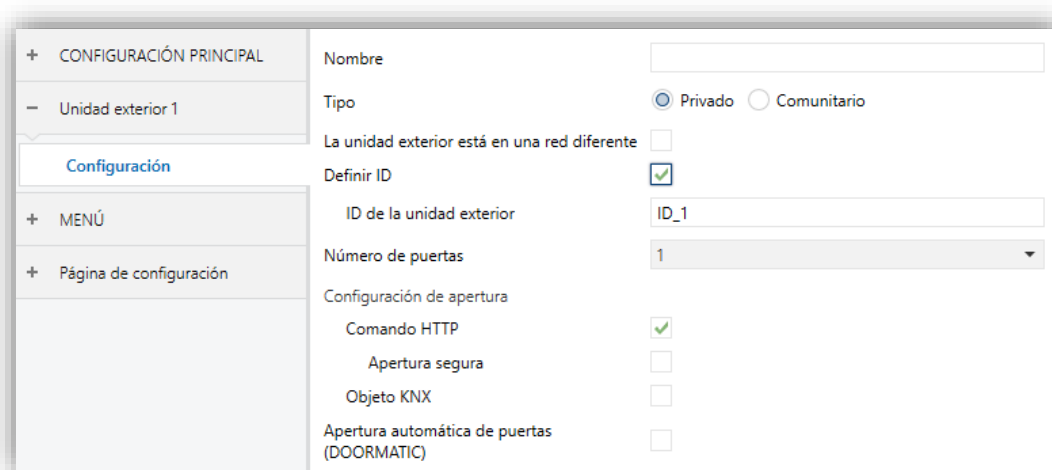 CONFIGURACIÓN PRINCIPAL
Unidad exterior 1
Configuración
MENÚ
Página de configuración
Nombre
Tipo
Privado
Comunitario
La unidad exterior está en una red diferente
Definir ID
ID de la unidad exterior
ID_1
Número de puertas
1
Configuración de apertura
Comando HTTP
Apertura segura
Objeto KNX
Apertura automática de puertas
(DOORMATIC)